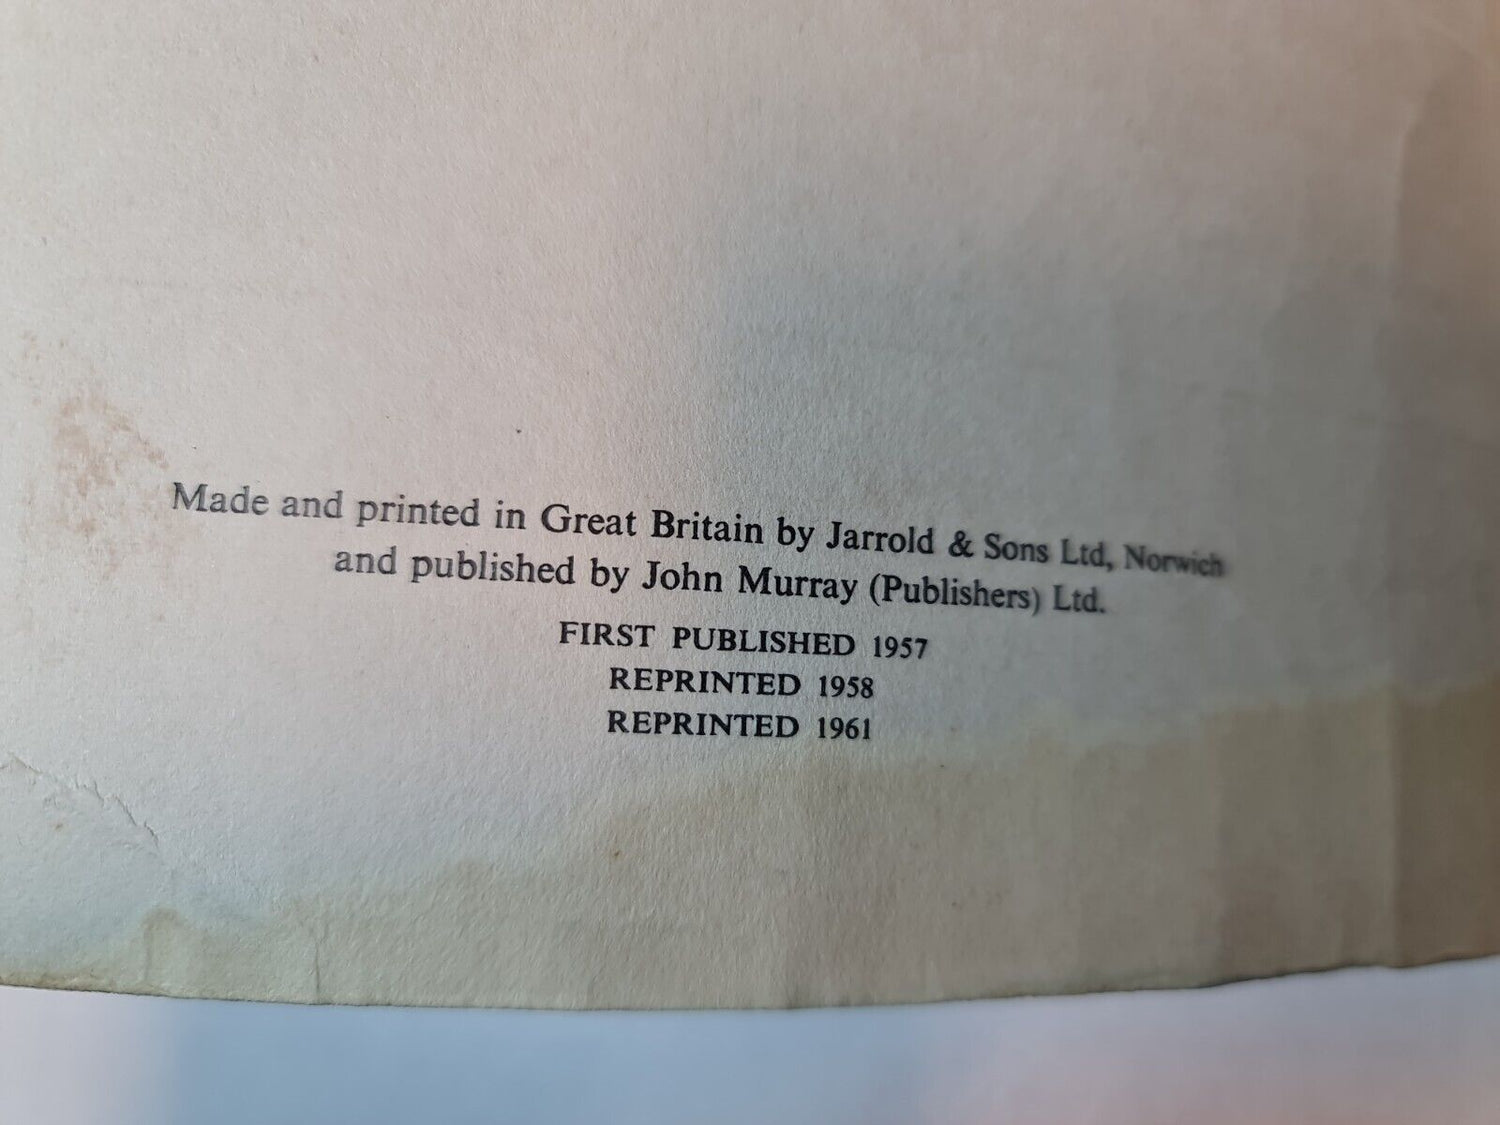 Made and printed in Great Britain by Jarrold & Sons Ltd, Norwich
and published by John Murray (Publishers) Ltd.
FIRST PUBLISHED 1957
REPRINTED 1958
REPRINTED 1961